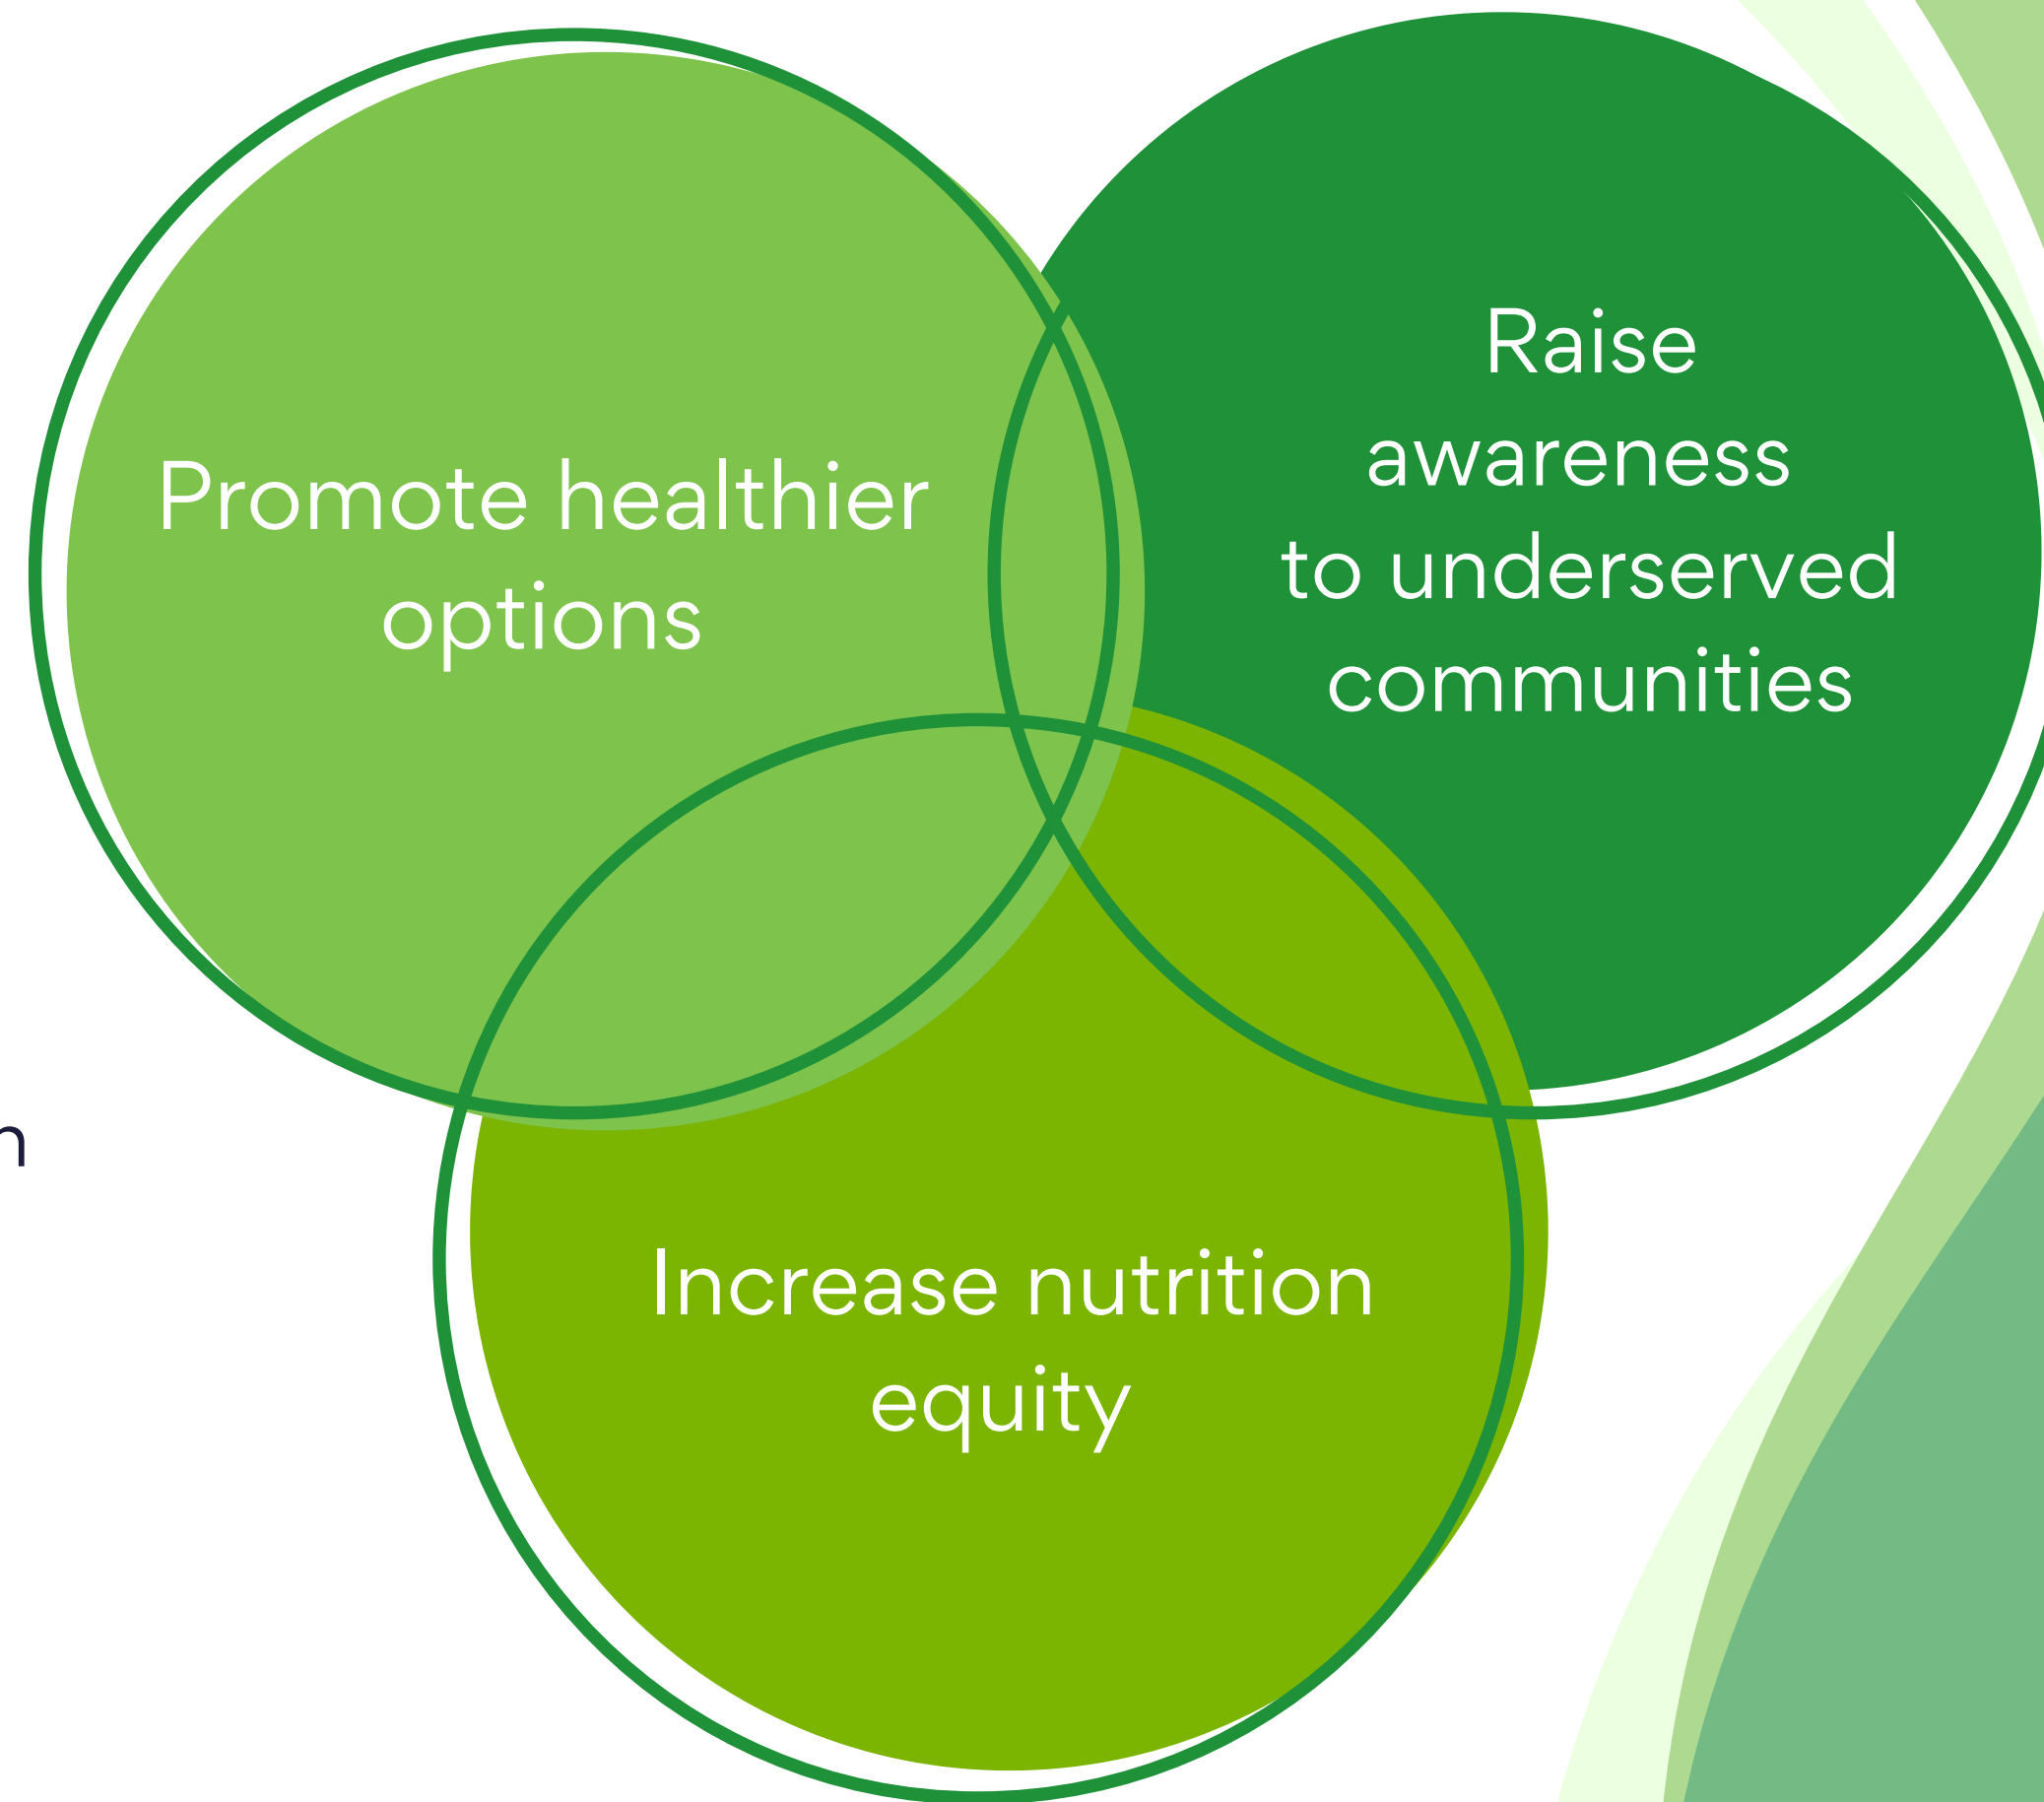 Promote healthier
options
Raise
awareness
to underserved
communities
Increase nutrition
equity